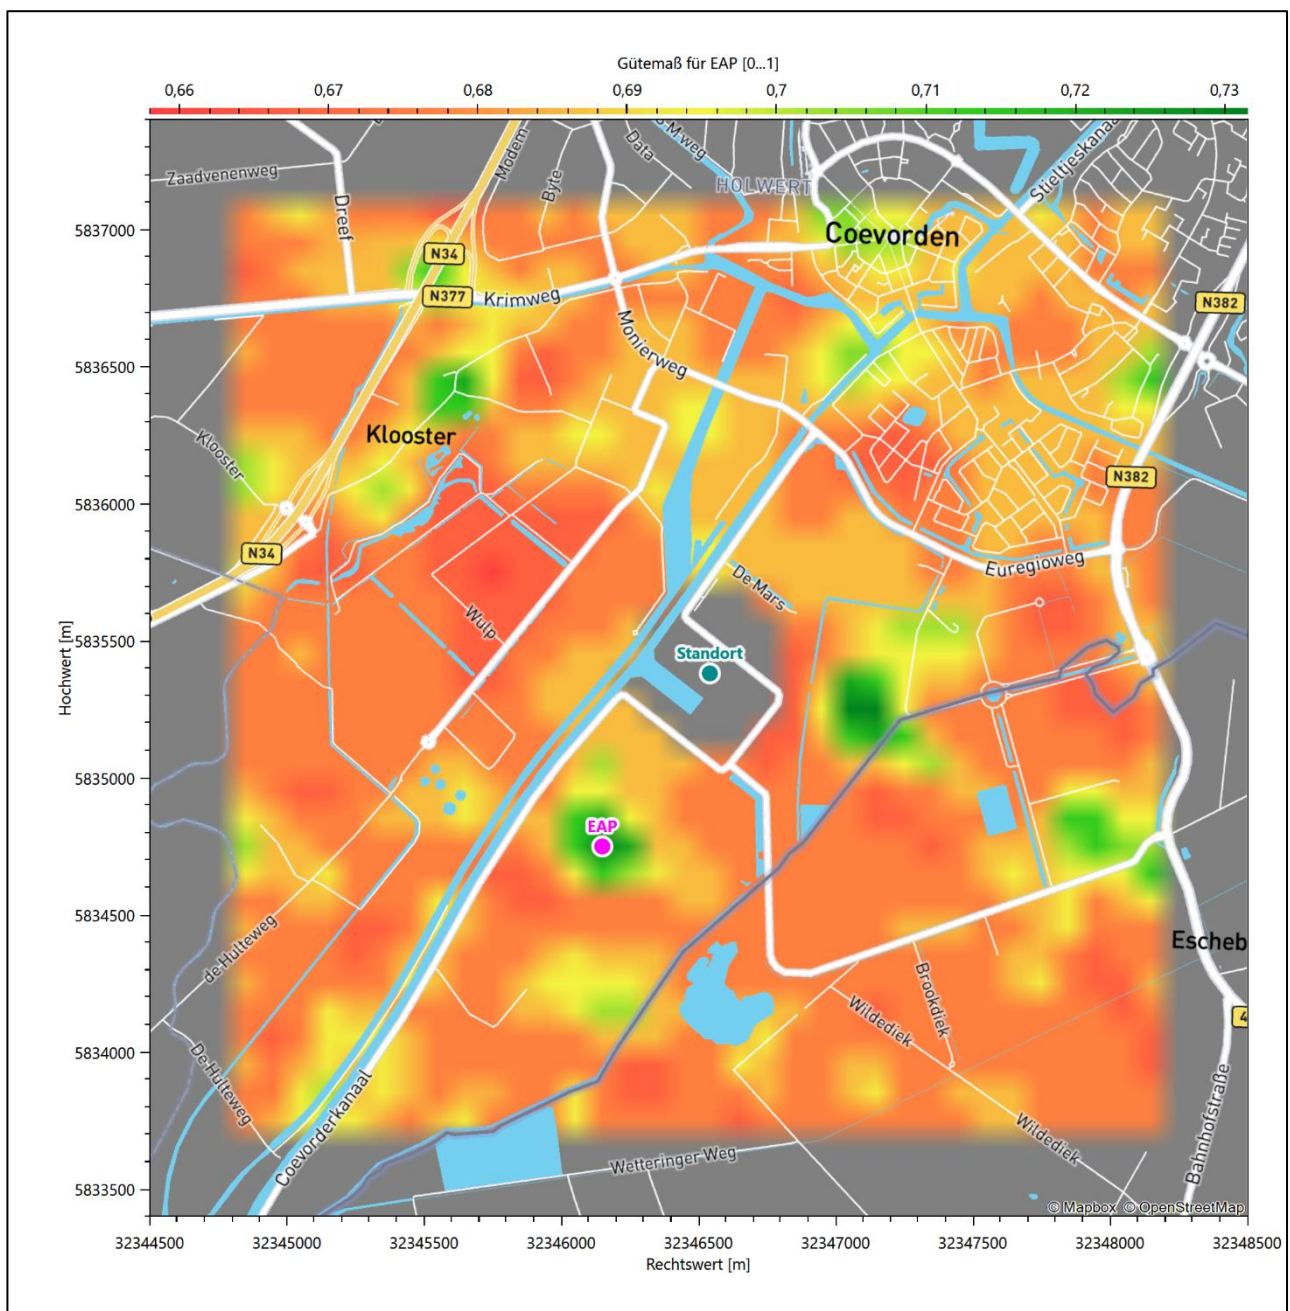 Gütemaß für EAP [0...1]
0,66 0,67 0,68 0,69 0,7 0,71 0,72 0,73
Zaadvenenweg
Dreef
Modem
Byte
Data
HOLWERT
Stieltjeskanaa
5837000
N34
Coevorden
N377
Krimweg
N382
Monierweg
5836500
Klooster
Klooster
N382
5836000
N34
Euregioweg
De Mars
Wulp
5835500
Standort
Hochwert [m]
5835000
EAP
5834500
Escheb
de Hulteweg
Brookdiek
Wildediek
4
5834000
De Hulteweg
Coevorderkanaal
Wildediek
Bahnhofstraße
Wetteringer Weg
5833500
© Mapbox © OpenStreetMap
32344500 32345000 32345500 32346000 32346500 32347000 32347500 32348000 32348500
Rechtswert [m]